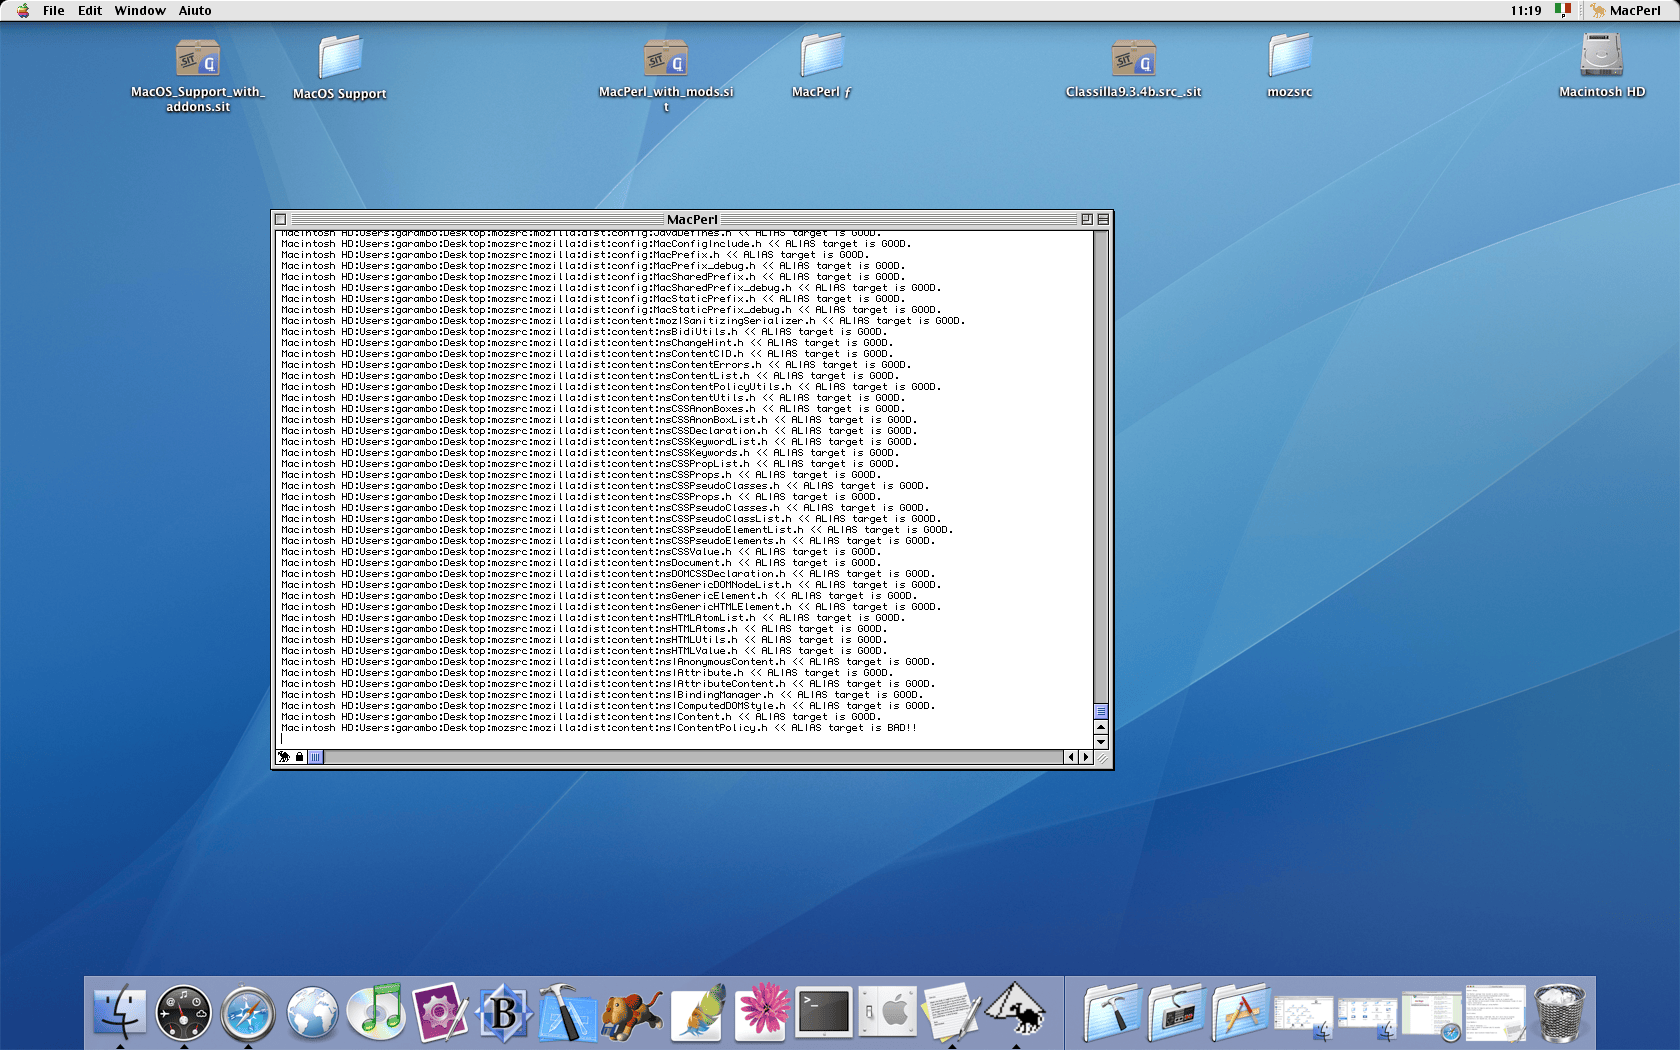 File Edit Window Aiuto
11:19 MacPerl
MacOS_Support_with_
addons.sit
MacOS Support
MacPerl_with_mods.si
t
MacPerl ƒ
Classilla9.3.4b.src_.sit
mozsrc
Macintosh HD
MacPerl
Macintosh HD:Users:garambo:Desktop:mozsrc:mozilla:dist:config:JavaDefines.h << ALIAS target is GOOD.
Macintosh HD:Users:garambo:Desktop:mozsrc:mozilla:dist:config:MacConfigInclude.h << ALIAS target is GOOD.
Macintosh HD:Users:garambo:Desktop:mozsrc:mozilla:dist:config:MacPrefix.h << ALIAS target is GOOD.
Macintosh HD:Users:garambo:Desktop:mozsrc:mozilla:dist:config:MacPrefix_debug.h << ALIAS target is GOOD.
Macintosh HD:Users:garambo:Desktop:mozsrc:mozilla:dist:config:MacSharedPrefix.h << ALIAS target is GOOD.
Macintosh HD:Users:garambo:Desktop:mozsrc:mozilla:dist:config:MacSharedPrefix_debug.h << ALIAS target is GOOD.
Macintosh HD:Users:garambo:Desktop:mozsrc:mozilla:dist:config:MacStaticPrefix.h << ALIAS target is GOOD.
Macintosh HD:Users:garambo:Desktop:mozsrc:mozilla:dist:config:MacStaticPrefix_debug.h << ALIAS target is GOOD.
Macintosh HD:Users:garambo:Desktop:mozsrc:mozilla:dist:content:mozISanitizingSerializer.h << ALIAS target is GOOD.
Macintosh HD:Users:garambo:Desktop:mozsrc:mozilla:dist:content:nsBidiUtils.h << ALIAS target is GOOD.
Macintosh HD:Users:garambo:Desktop:mozsrc:mozilla:dist:content:nsChangeHint.h << ALIAS target is GOOD.
Macintosh HD:Users:garambo:Desktop:mozsrc:mozilla:dist:content:nsContentCID.h << ALIAS target is GOOD.
Macintosh HD:Users:garambo:Desktop:mozsrc:mozilla:dist:content:nsContentErrors.h << ALIAS target is GOOD.
Macintosh HD:Users:garambo:Desktop:mozsrc:mozilla:dist:content:nsContentList.h << ALIAS target is GOOD.
Macintosh HD:Users:garambo:Desktop:mozsrc:mozilla:dist:content:nsContentPolicyUtils.h << ALIAS target is GOOD.
Macintosh HD:Users:garambo:Desktop:mozsrc:mozilla:dist:content:nsContentUtils.h << ALIAS target is GOOD.
Macintosh HD:Users:garambo:Desktop:mozsrc:mozilla:dist:content:nsCSSAnonBoxes.h << ALIAS target is GOOD.
Macintosh HD:Users:garambo:Desktop:mozsrc:mozilla:dist:content:nsCSSAnonBoxList.h << ALIAS target is GOOD.
Macintosh HD:Users:garambo:Desktop:mozsrc:mozilla:dist:content:nsCSSDeclaration.h << ALIAS target is GOOD.
Macintosh HD:Users:garambo:Desktop:mozsrc:mozilla:dist:content:nsCSSKeywordList.h << ALIAS target is GOOD.
Macintosh HD:Users:garambo:Desktop:mozsrc:mozilla:dist:content:nsCSSKeywords.h << ALIAS target is GOOD.
Macintosh HD:Users:garambo:Desktop:mozsrc:mozilla:dist:content:nsCSSPropList.h << ALIAS target is GOOD.
Macintosh HD:Users:garambo:Desktop:mozsrc:mozilla:dist:content:nsCSSProps.h << ALIAS target is GOOD.
Macintosh HD:Users:garambo:Desktop:mozsrc:mozilla:dist:content:nsCSSPseudoClasses.h << ALIAS target is GOOD.
Macintosh HD:Users:garambo:Desktop:mozsrc:mozilla:dist:content:nsCSSProps.h << ALIAS target is GOOD.
Macintosh HD:Users:garambo:Desktop:mozsrc:mozilla:dist:content:nsCSSPseudoClasses.h << ALIAS target is GOOD.
Macintosh HD:Users:garambo:Desktop:mozsrc:mozilla:dist:content:nsCSSPseudoClassList.h << ALIAS target is GOOD.
Macintosh HD:Users:garambo:Desktop:mozsrc:mozilla:dist:content:nsCSSPseudoElementList.h << ALIAS target is GOOD.
Macintosh HD:Users:garambo:Desktop:mozsrc:mozilla:dist:content:nsCSSPseudoElements.h << ALIAS target is GOOD.
Macintosh HD:Users:garambo:Desktop:mozsrc:mozilla:dist:content:nsCSSValue.h << ALIAS target is GOOD.
Macintosh HD:Users:garambo:Desktop:mozsrc:mozilla:dist:content:nsDocument.h << ALIAS target is GOOD.
Macintosh HD:Users:garambo:Desktop:mozsrc:mozilla:dist:content:nsDOMCSSDeclaration.h << ALIAS target is GOOD.
Macintosh HD:Users:garambo:Desktop:mozsrc:mozilla:dist:content:nsGenericDOMNodeList.h << ALIAS target is GOOD.
Macintosh HD:Users:garambo:Desktop:mozsrc:mozilla:dist:content:nsGenericElement.h << ALIAS target is GOOD.
Macintosh HD:Users:garambo:Desktop:mozsrc:mozilla:dist:content:nsGenericHTMLElement.h << ALIAS target is GOOD.
Macintosh HD:Users:garambo:Desktop:mozsrc:mozilla:dist:content:nsHTMLAtomList.h << ALIAS target is GOOD.
Macintosh HD:Users:garambo:Desktop:mozsrc:mozilla:dist:content:nsHTMLAtoms.h << ALIAS target is GOOD.
Macintosh HD:Users:garambo:Desktop:mozsrc:mozilla:dist:content:nsHTMLUtils.h << ALIAS target is GOOD.
Macintosh HD:Users:garambo:Desktop:mozsrc:mozilla:dist:content:nsHTMLValue.h << ALIAS target is GOOD.
Macintosh HD:Users:garambo:Desktop:mozsrc:mozilla:dist:content:nsIAnonymousContent.h << ALIAS target is GOOD.
Macintosh HD:Users:garambo:Desktop:mozsrc:mozilla:dist:content:nsIAttribute.h << ALIAS target is GOOD.
Macintosh HD:Users:garambo:Desktop:mozsrc:mozilla:dist:content:nsIAttributeContent.h << ALIAS target is GOOD.
Macintosh HD:Users:garambo:Desktop:mozsrc:mozilla:dist:content:nsIBindingManager.h << ALIAS target is GOOD.
Macintosh HD:Users:garambo:Desktop:mozsrc:mozilla:dist:content:nsIComputedDOMStyle.h << ALIAS target is GOOD.
Macintosh HD:Users:garambo:Desktop:mozsrc:mozilla:dist:content:nsIContent.h << ALIAS target is GOOD.
Macintosh HD:Users:garambo:Desktop:mozsrc:mozilla:dist:content:nsIContentPolicy.h << ALIAS target is BAD!!